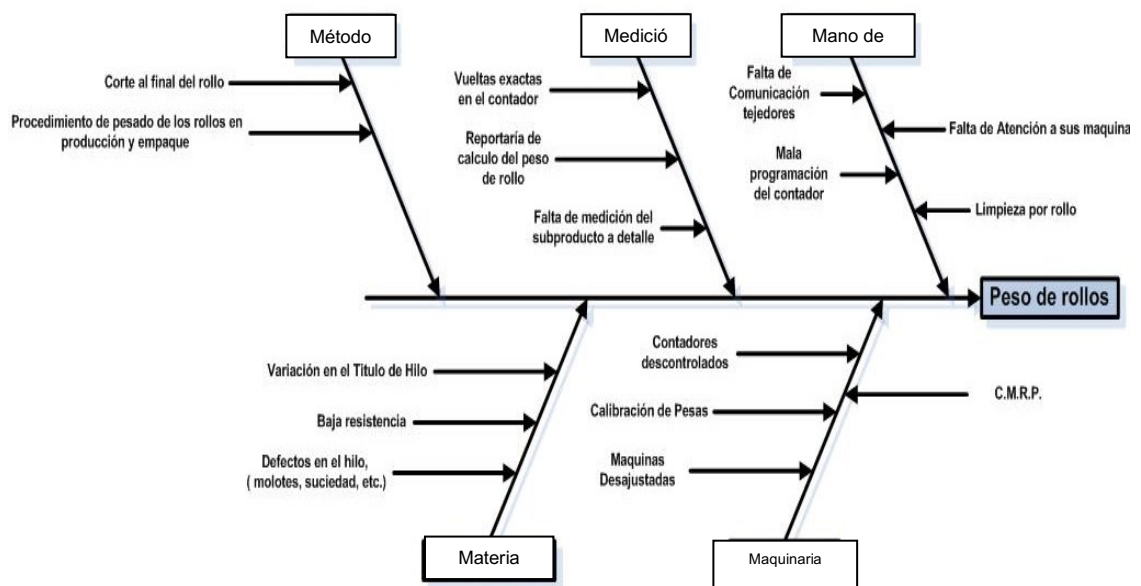 Método
Medició
Mano de
Corte al final del rollo
Procedimiento de pesado de los rollos en
producción y empaque
Vueltas exactas
en el contador
Reportaría de
calculo del peso
de rollo
Falta de medición del
subproducto a detalle
Falta de
Comunicación
tejedores
Falta de Atención a sus maquina
Mala
programación
del contador
Limpieza por rollo
Peso de rollos
Variación en el Titulo de Hilo
Baja resistencia
Defectos en el hilo,
( molotes, suciedad, etc.)
Contadores
descontrolados
C.M.R.P.
Calibración de Pesas
Maquinas
Desajustadas
Materia
Maquinaria